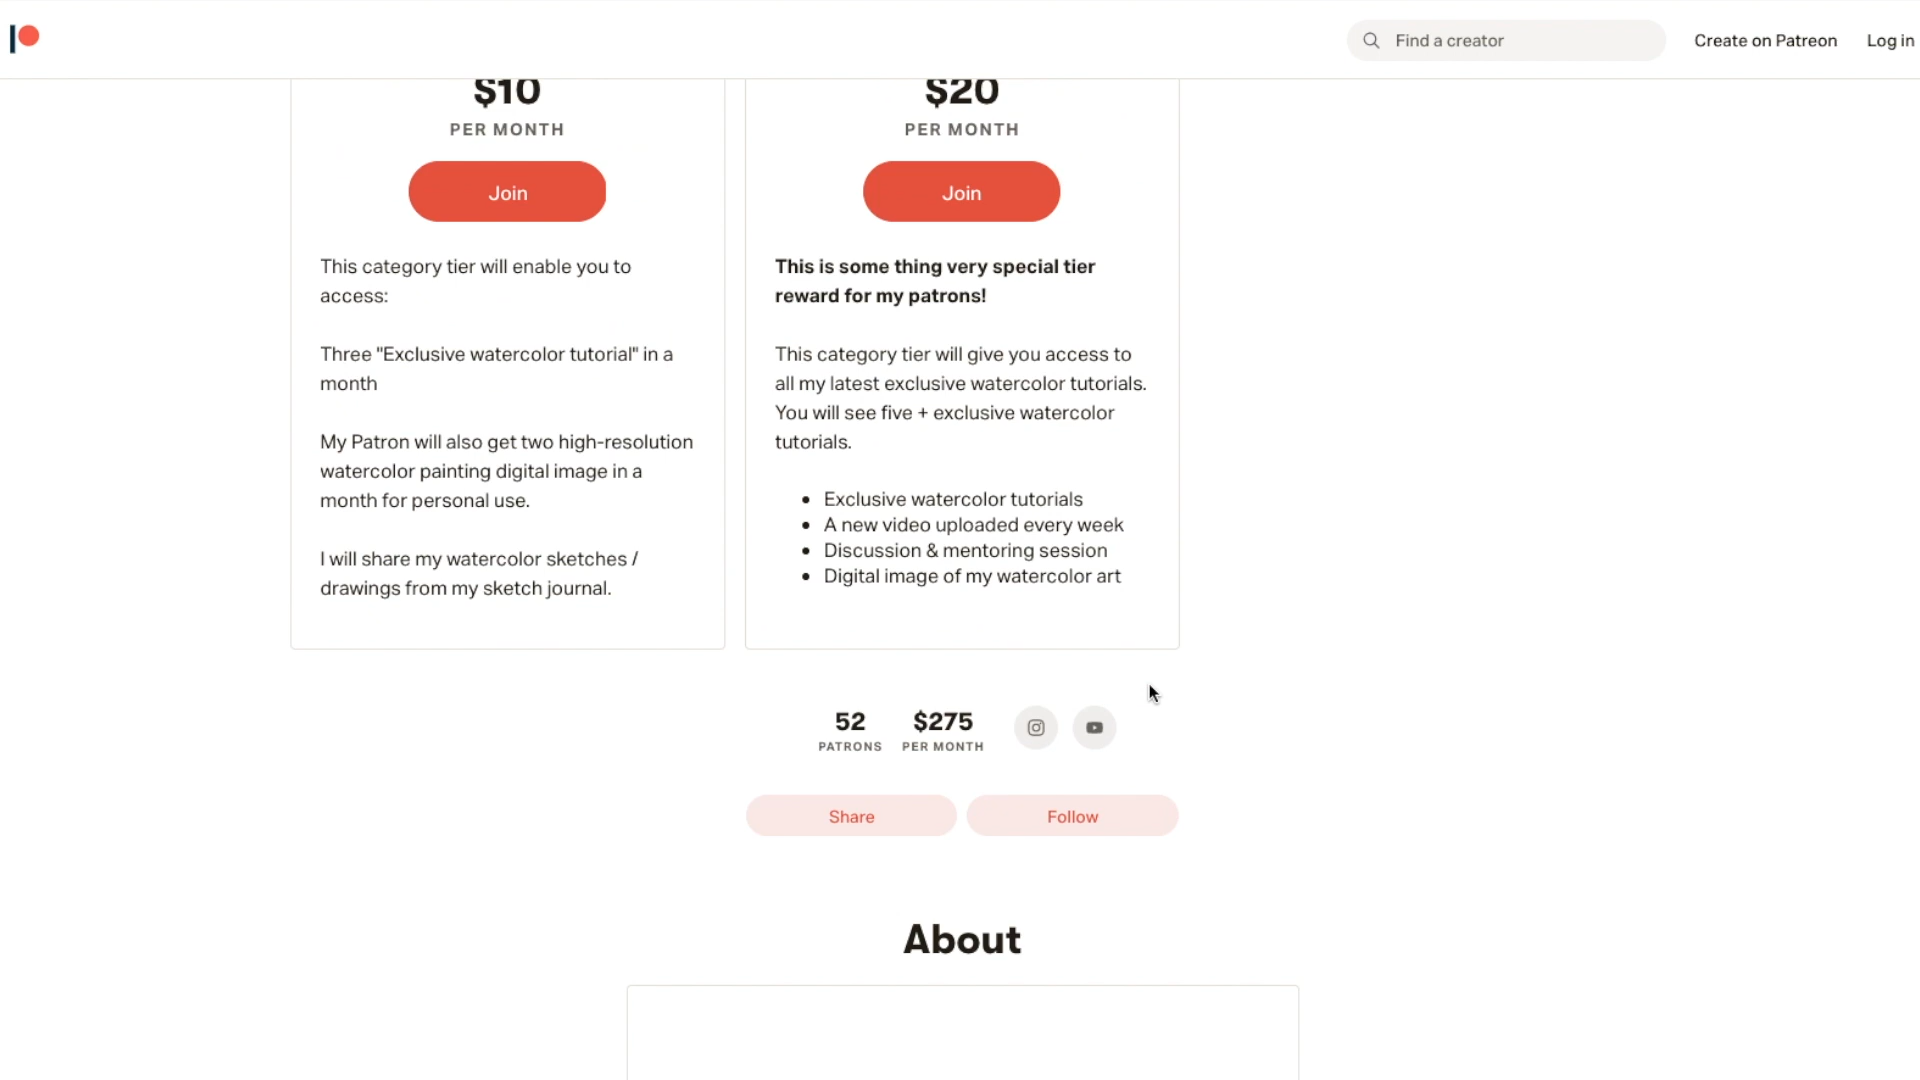 Find a creator
Create on Patreon
Log in
$10
PER MONTH
Join
This category tier will enable you to
access:
Three "Exclusive watercolor tutorial" in a
month
My Patron will also get two high-resolution
watercolor painting digital image in a
month for personal use.
I will share my watercolor sketches /
drawings from my sketch journal.
$20
PER MONTH
Join
This is some thing very special tier
reward for my patrons!
This category tier will give you access to
all my latest exclusive watercolor tutorials.
You will see five + exclusive watercolor
tutorials.
• Exclusive watercolor tutorials
• A new video uploaded every week
• Discussion & mentoring session
• Digital image of my watercolor art
52
PATRONS
$275
PER MONTH
Share
Follow
About